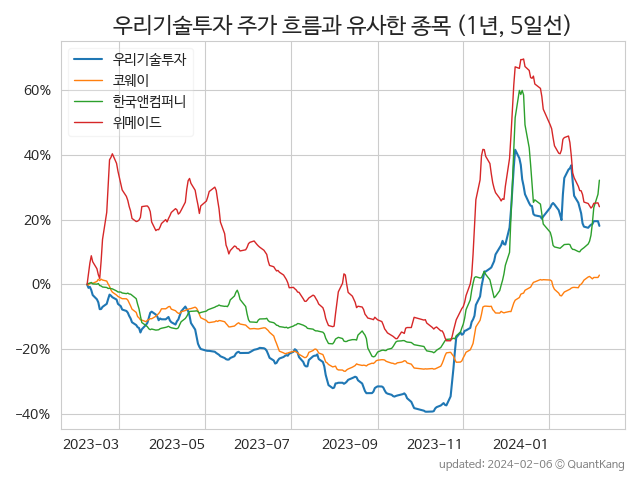 우리기술투자 주가 흐름과 유사한 종목 (1년, 5일선)
우리기술투자
코웨이
한국앤컴퍼니
위메이드
60%
40%
20%
0%
−20%
−40%
2023-03 2023-05 2023-07 2023-09 2023-11 2024-01
updated: 2024-02-06 © QuantKang